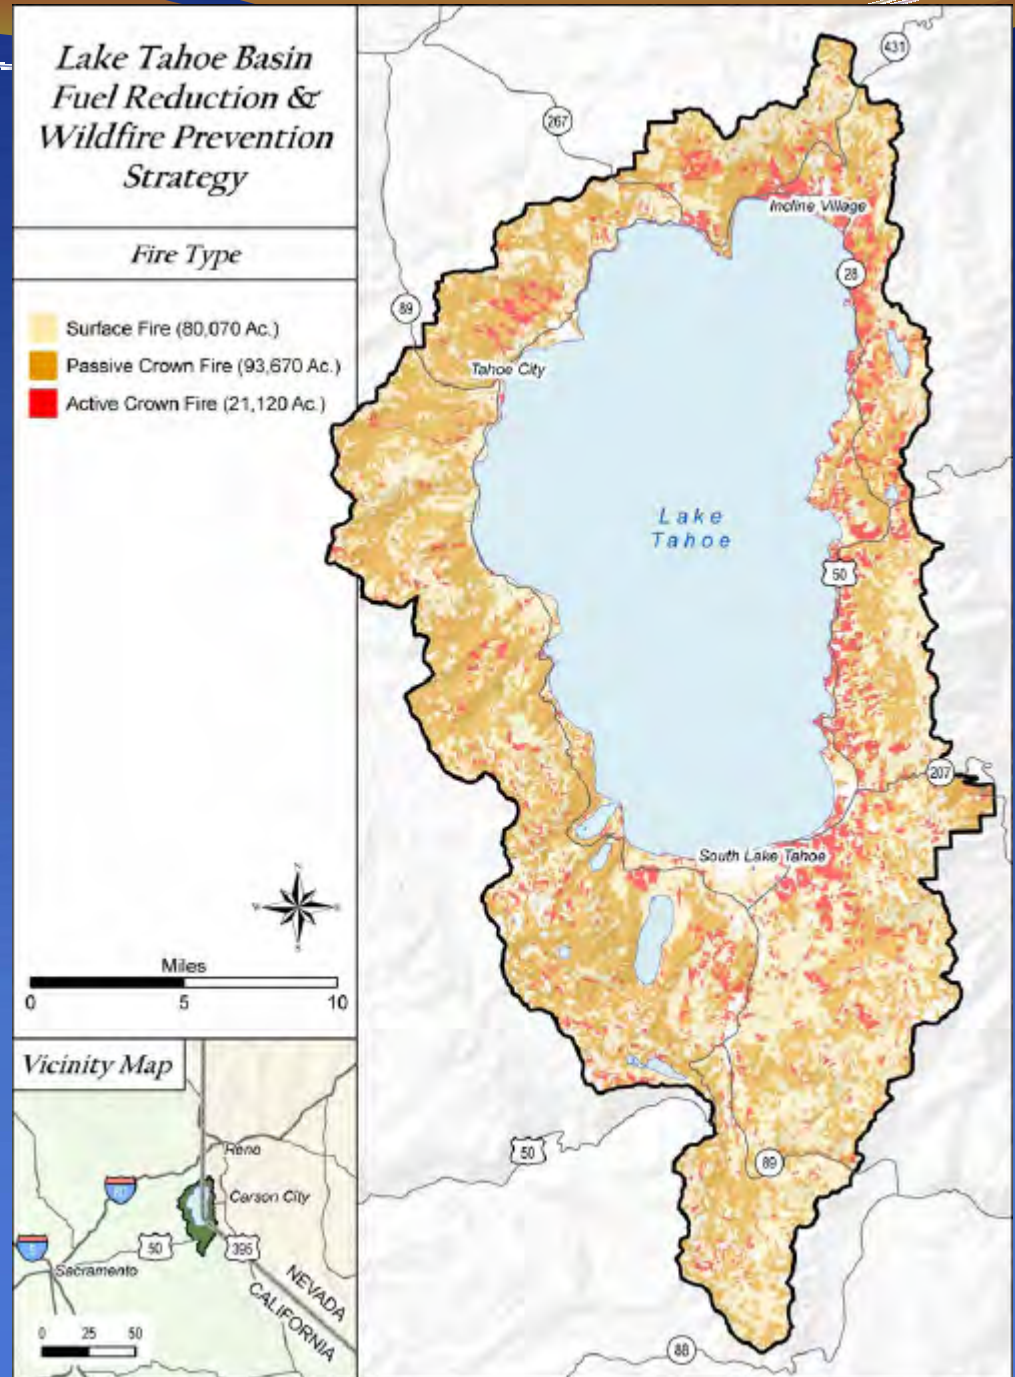 Lake Tahoe Basin
Fuel Reduction &
Wildfire Prevention
Strategy
Fire Type
Surface Fire (80,070 Ac.)
Passive Crown Fire (93,670 Ac.)
Active Crown Fire (21,120 Ac.)
N
Miles
0 5 10
Vicinity Map
Reno
Carson City
80
50
395
5
Sacramento
NEVADA
CALIFORNIA
0 25 50
431
267
Incline Village
28
89
Tahoe City
Lake
Tahoe
50
207
South Lake Tahoe
50
89
88